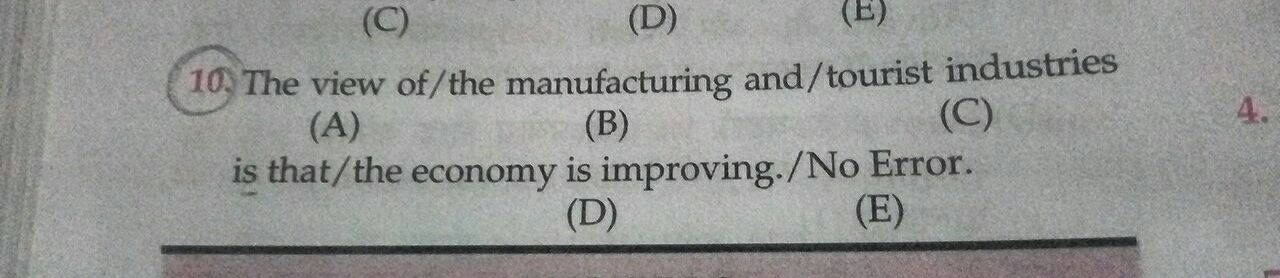 (C) (D) (E)
10. The view of/the manufacturing and/tourist industries
(A) (B) (C)
4.
is that/the economy is improving./No Error.
(D) (E)